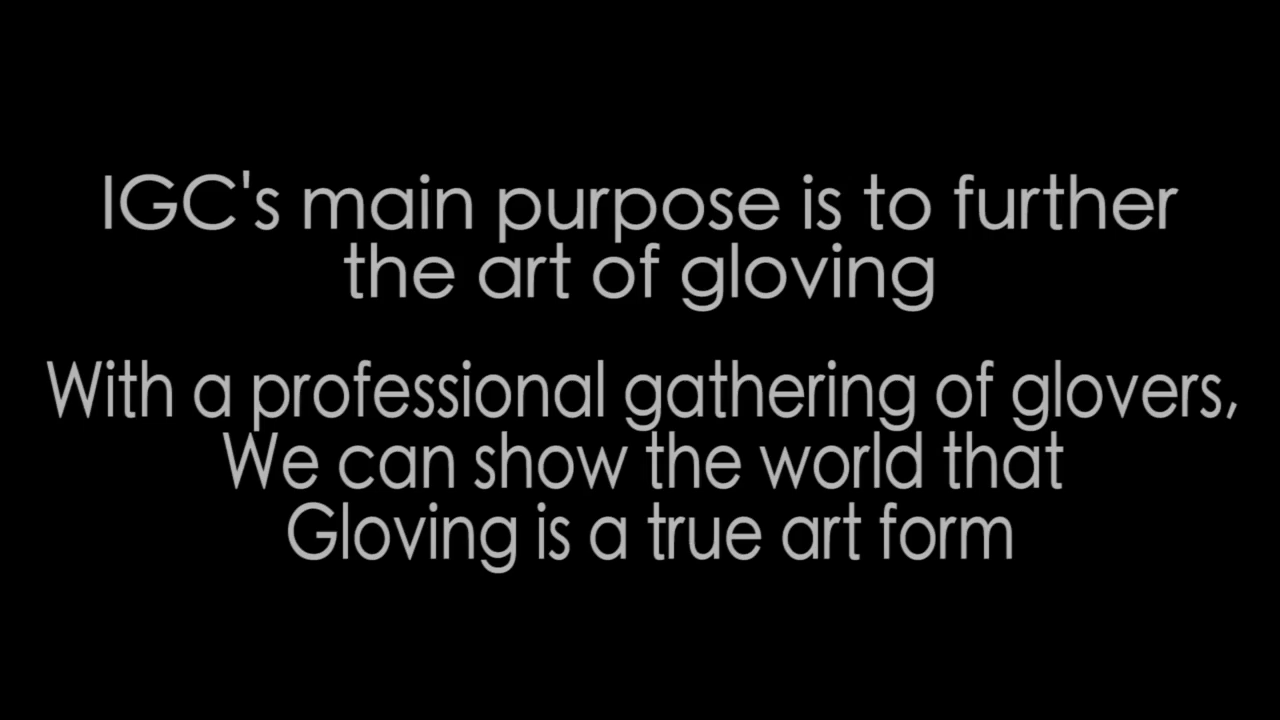 IGC's main purpose is to further
the art of gloving
With a professional gathering of glovers,
We can show the world that
Gloving is a true art form